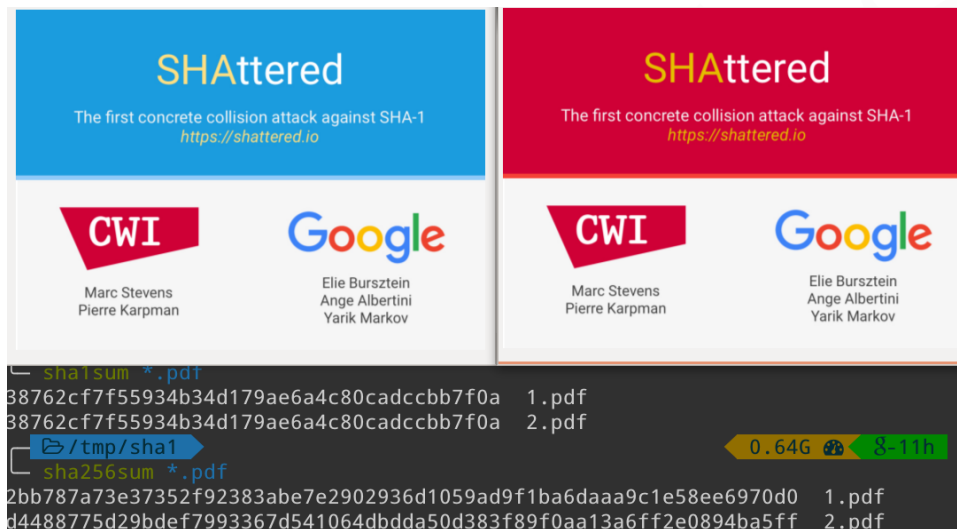 SHAttered
The first concrete collision attack against SHA-1
https://shattered.io
CWI
Marc Stevens
Pierre Karpman
Google
Elie Bursztein
Ange Albertini
Yarik Markov
SHAttered
The first concrete collision attack against SHA-1
https://shattered.io
CWI
Marc Stevens
Pierre Karpman
Google
Elie Bursztein
Ange Albertini
Yarik Markov
sha1sum *.pdf
38762cf7f55934b34d179ae6a4c80cadccbb7f0a 1.pdf
38762cf7f55934b34d179ae6a4c80cadccbb7f0a 2.pdf
/tmp/sha1 0.64G 8-11h
sha256sum *.pdf
2bb787a73e37352f92383abe7e2902936d1059ad9f1ba6daaa9c1e58ee6970d0 1.pdf
d4488775d29bdef7993367d541064dbdda50d383f89f0aa13a6ff2e0894ba5ff 2.pdf